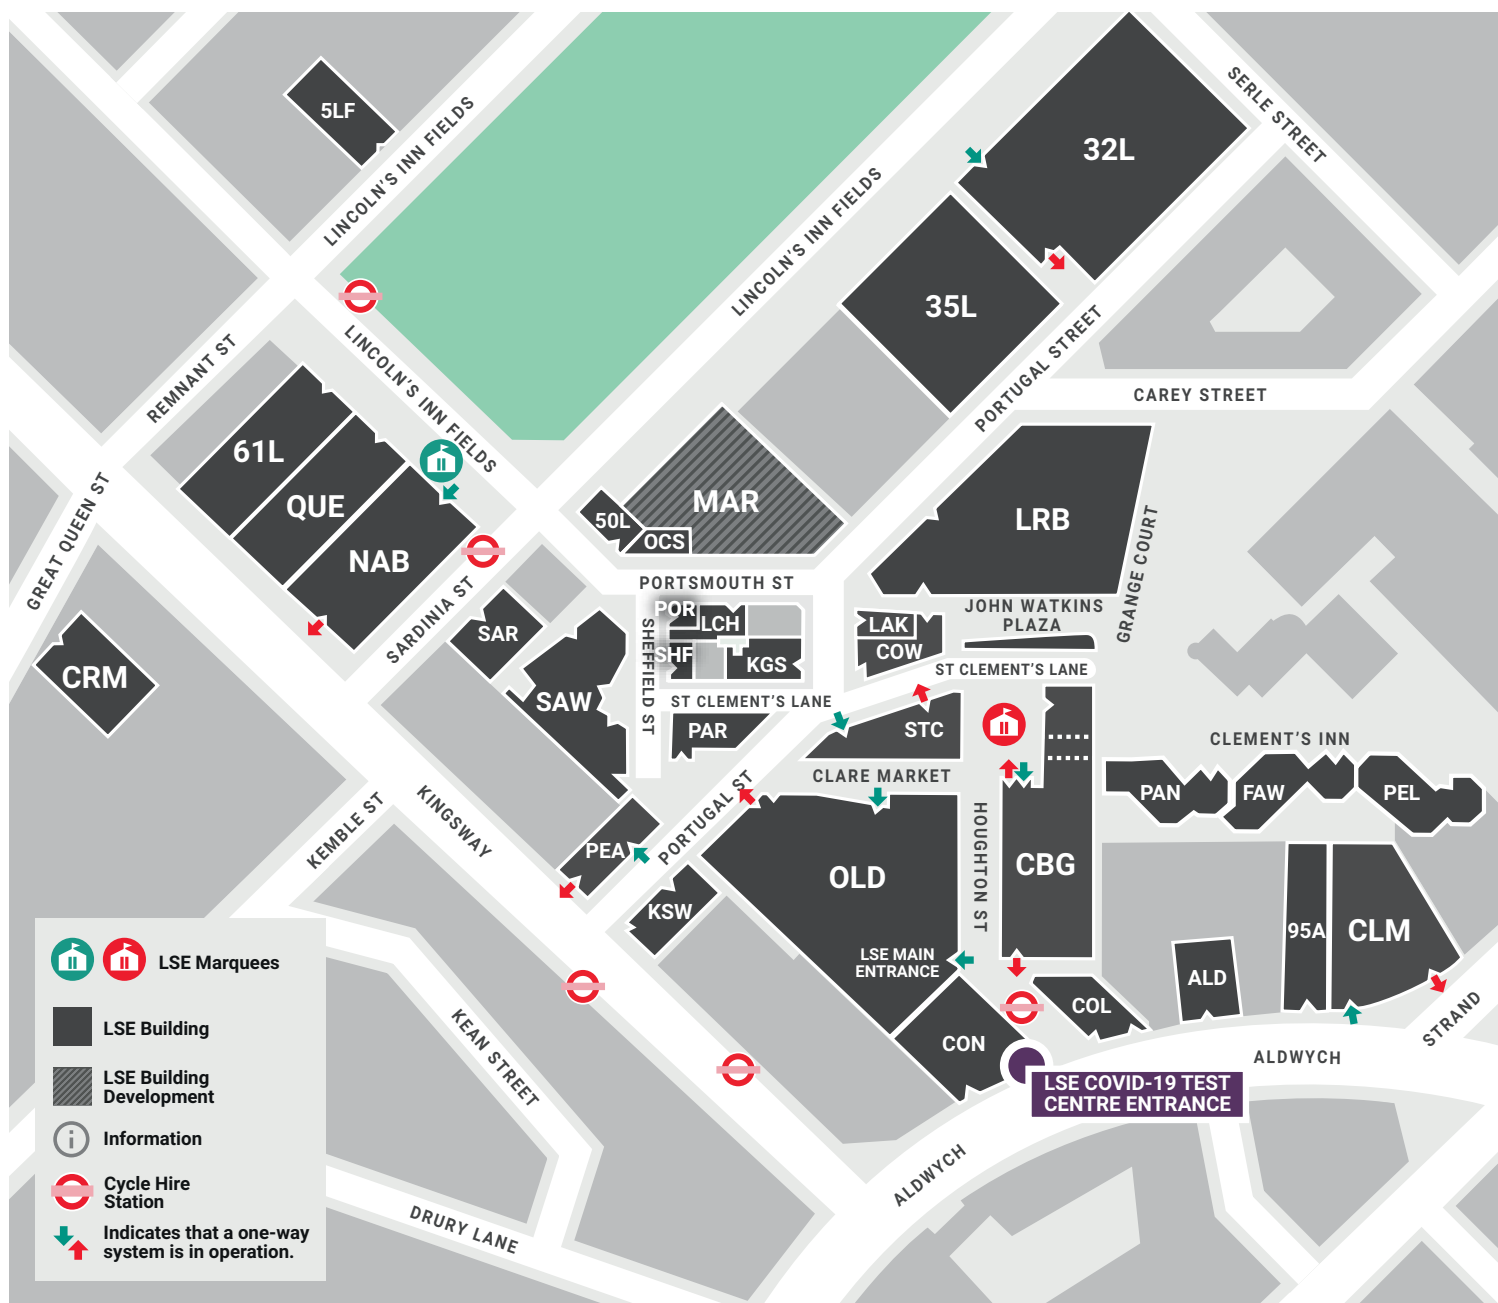 5LF
LINCOLN'S INN FIELDS
32L
SERLE STREET
LINCOLN'S INN FIELDS
35L
REMNANT ST
LINCOLN'S INN FIELDS
PORTUGAL STREET
CAREY STREET
61L
QUE
NAB
MAR
50L
OCS
LRB
GREAT QUEEN ST
GRANGE COURT
SARDINIA ST
PORTSMOUTH ST
JOHN WATKINS
PLAZA
POR
LCH
SHF
KGS
LAK
COW
SAR
SHEFFIELD ST
CRM
SAW
ST CLEMENT'S LANE
ST CLEMENT'S LANE
PAR
STC
CLEMENT'S INN
CLARE MARKET
PAN
FAW
PEL
KEMBLE ST
KINGSWAY
PORTUGAL ST
PEA
HOUGHTON ST
OLD
CBG
KSW
95A
CLM
LSE MAIN
ENTRANCE
ALD
COL
CON
STRAND
ALDWYCH
LSE COVID-19 TEST
CENTRE ENTRANCE
KEAN STREET
ALDWYCH
DRURY LANE
LSE Marquees
LSE Building
LSE Building
Development
i
Information
Cycle Hire
Station
Indicates that a one-way
system is in operation.